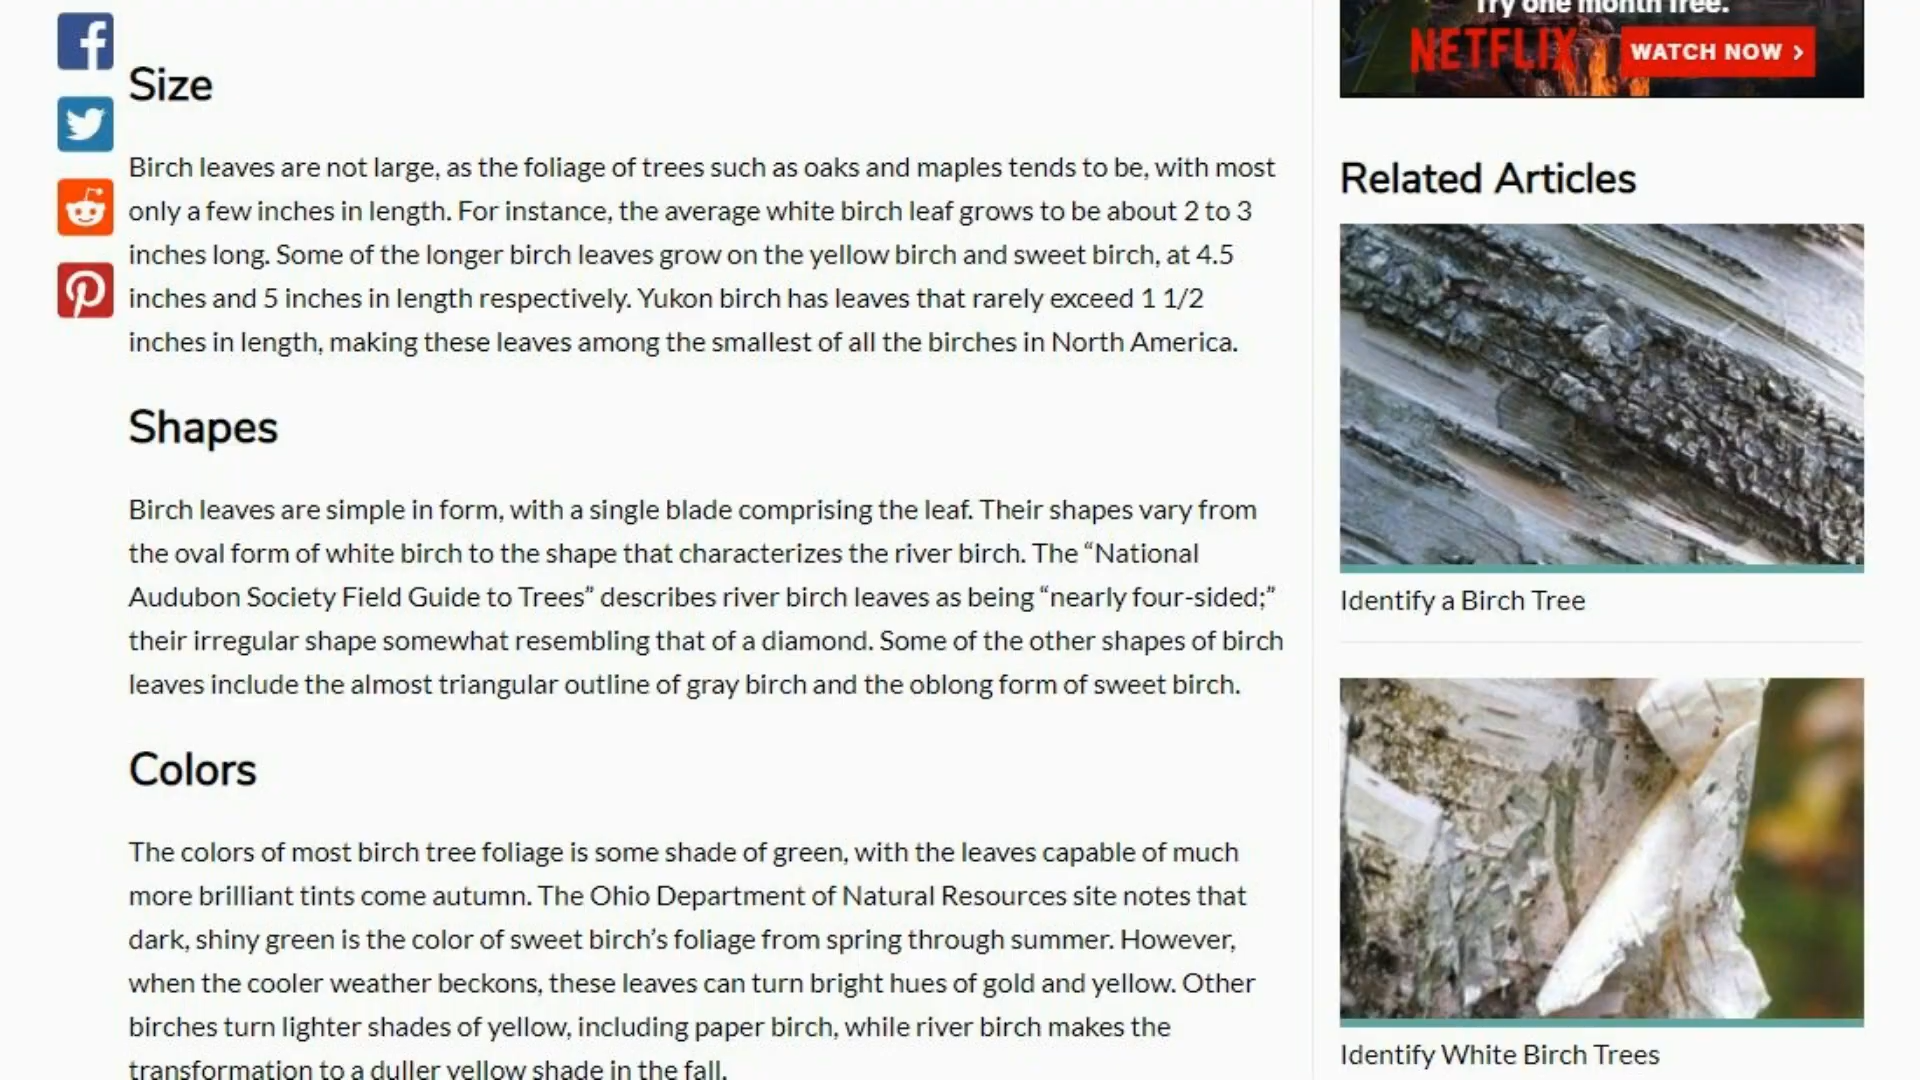 Try one month free.
NETFLIX
WATCH NOW >
Size
Birch leaves are not large, as the foliage of trees such as oaks and maples tends to be, with most
only a few inches in length. For instance, the average white birch leaf grows to be about 2 to 3
inches long. Some of the longer birch leaves grow on the yellow birch and sweet birch, at 4.5
inches and 5 inches in length respectively. Yukon birch has leaves that rarely exceed 1 1/2
inches in length, making these leaves among the smallest of all the birches in North America.
Shapes
Birch leaves are simple in form, with a single blade comprising the leaf. Their shapes vary from
the oval form of white birch to the shape that characterizes the river birch. The “National
Audubon Society Field Guide to Trees” describes river birch leaves as being “nearly four-sided;”
their irregular shape somewhat resembling that of a diamond. Some of the other shapes of birch
leaves include the almost triangular outline of gray birch and the oblong form of sweet birch.
Colors
The colors of most birch tree foliage is some shade of green, with the leaves capable of much
more brilliant tints come autumn. The Ohio Department of Natural Resources site notes that
dark, shiny green is the color of sweet birch’s foliage from spring through summer. However,
when the cooler weather beckons, these leaves can turn bright hues of gold and yellow. Other
birches turn lighter shades of yellow, including paper birch, while river birch makes the
transformation to a duller yellow shade in the fall.
Related Articles
Identify a Birch Tree
Identify White Birch Trees